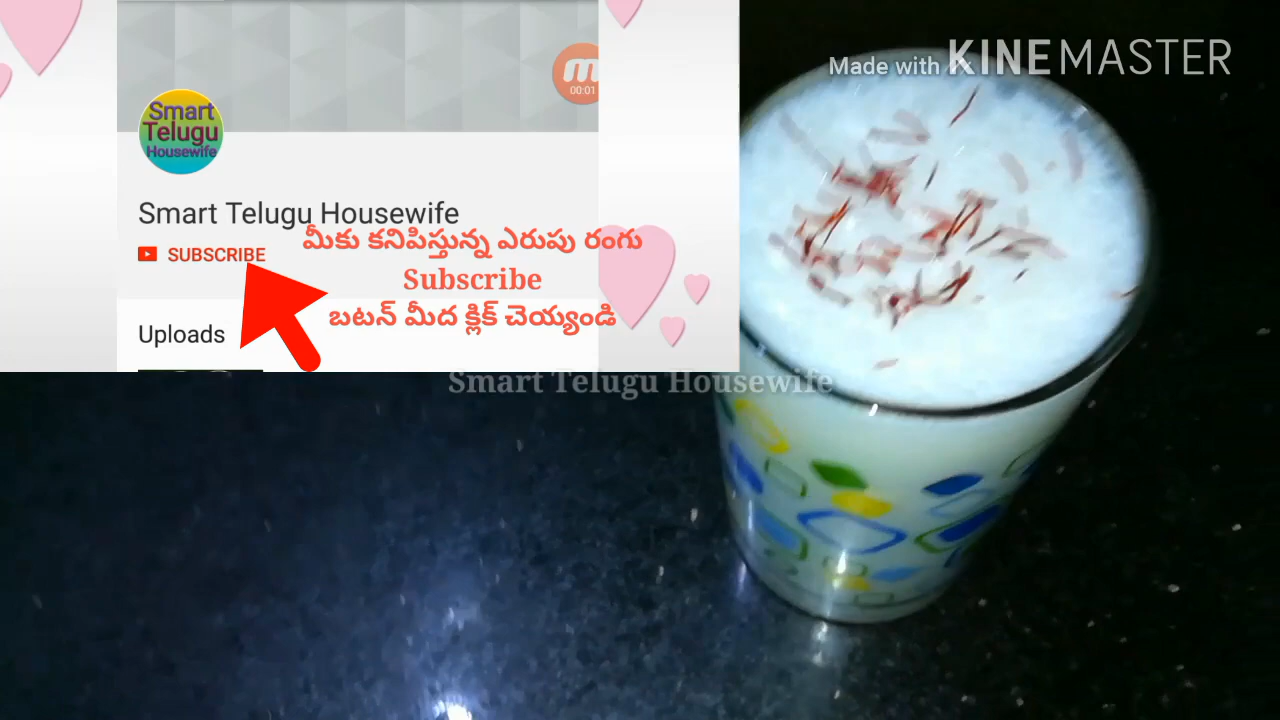 Made with KINEMASTER
00:01
Smart
Telugu
Housewife
Smart Telugu Housewife
SUBSCRIBE
మీకు కనిపిస్తున్న ఎరుపు రంగు
Subscribe
బటన్ మీద క్లిక్ చెయ్యండి
Uploads
Smart Telugu Housewife